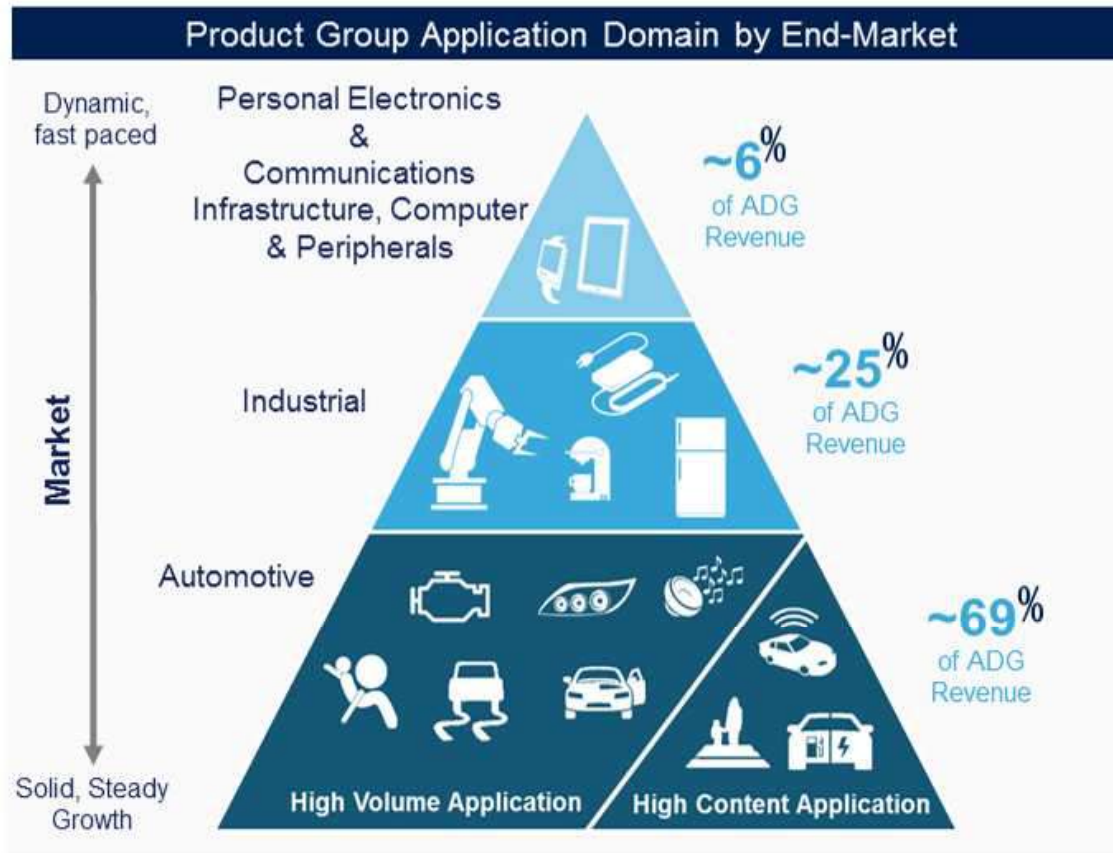 Product Group Application Domain by End-Market
Dynamic,
fast paced
Personal Electronics
&
Communications
Infrastructure, Computer
& Peripherals
~6%
of ADG
Revenue
Market
Industrial
~25%
of ADG
Revenue
Automotive
~69%
of ADG
Revenue
Solid, Steady
Growth
High Volume Application
High Content Application